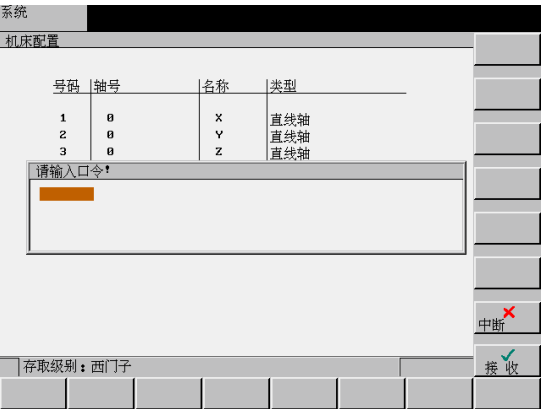 系统
机床配置
号码 轴号 名称 类型
1 0 X 直线轴
2 0 Y 直线轴
3 0 Z 直线轴
请输入口令!
中断
存取级别：西门子
接 收